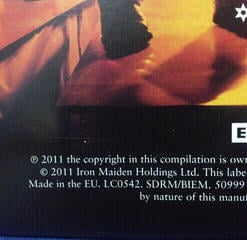 E
℗ 2011 the copyright in this compilation is own
© 2011 Iron Maiden Holdings Ltd. This labe
Made in the EU. LC0542. SDRM/BIEM. 50999
by nature of this manuf